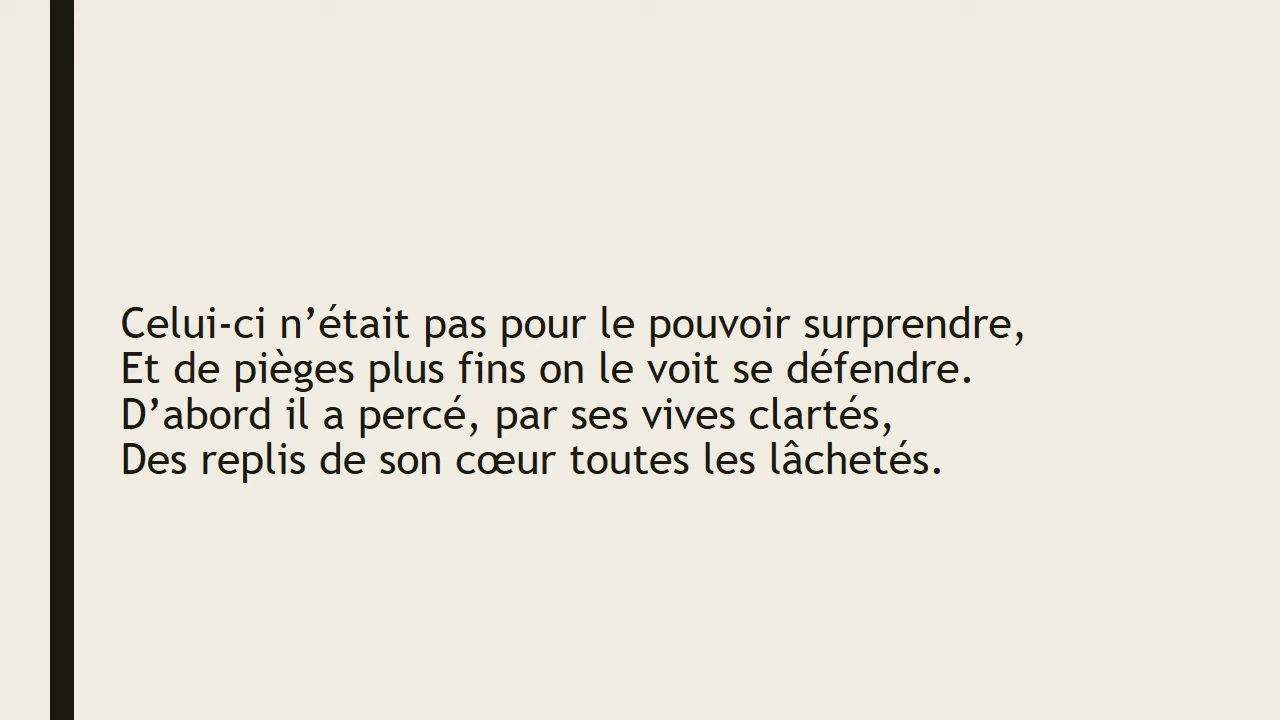 Celui-ci n’était pas pour le pouvoir surprendre,
Et de pièges plus fins on le voit se défendre.
D’abord il a percé, par ses vives clartés,
Des replis de son cœur toutes les lâchetés.